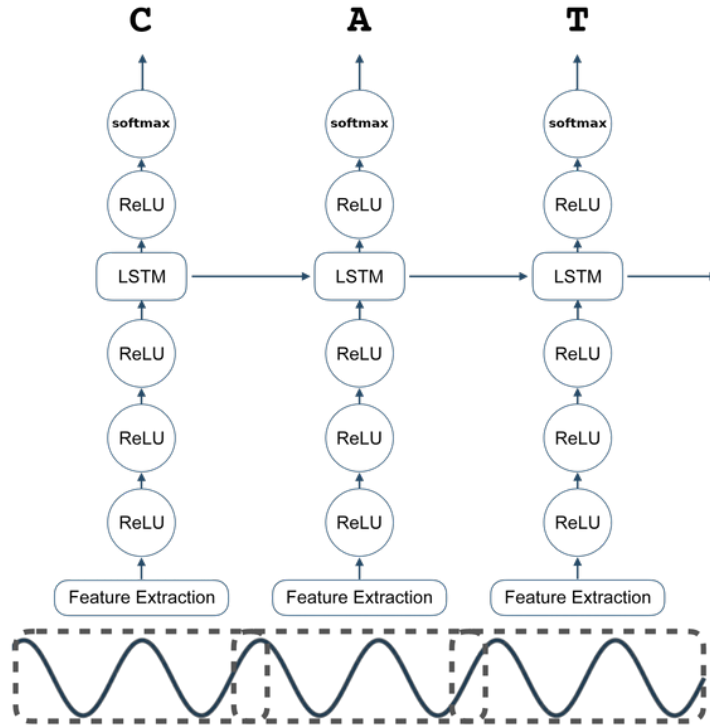 C A T
softmax softmax softmax
ReLU ReLU ReLU
LSTM LSTM LSTM
ReLU ReLU ReLU
ReLU ReLU ReLU
ReLU ReLU ReLU
Feature Extraction Feature Extraction Feature Extraction